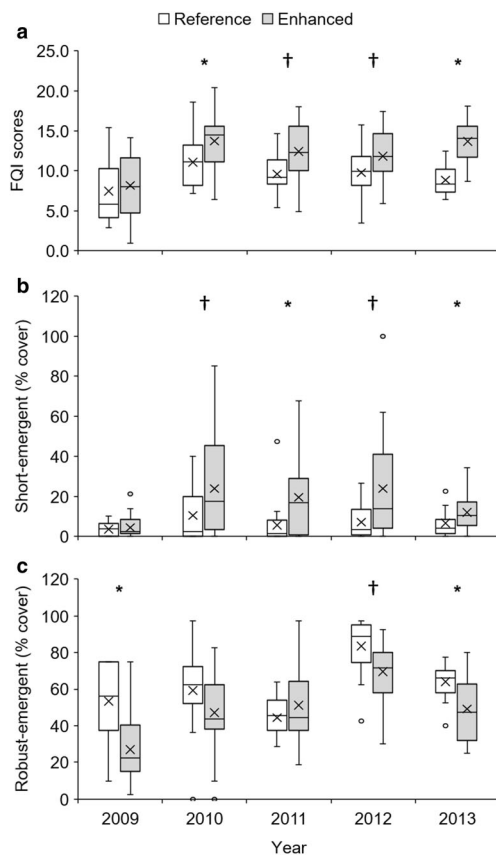 Reference Enhanced
a
* † † *
FQI scores
25.0
20.0
15.0
10.0
5.0
0.0
b
† * † *
Short-emergent (% cover)
120
100
80
60
40
20
0
c
* † *
Robust-emergent (% cover)
120
100
80
60
40
20
0
2009 2010 2011 2012 2013
Year